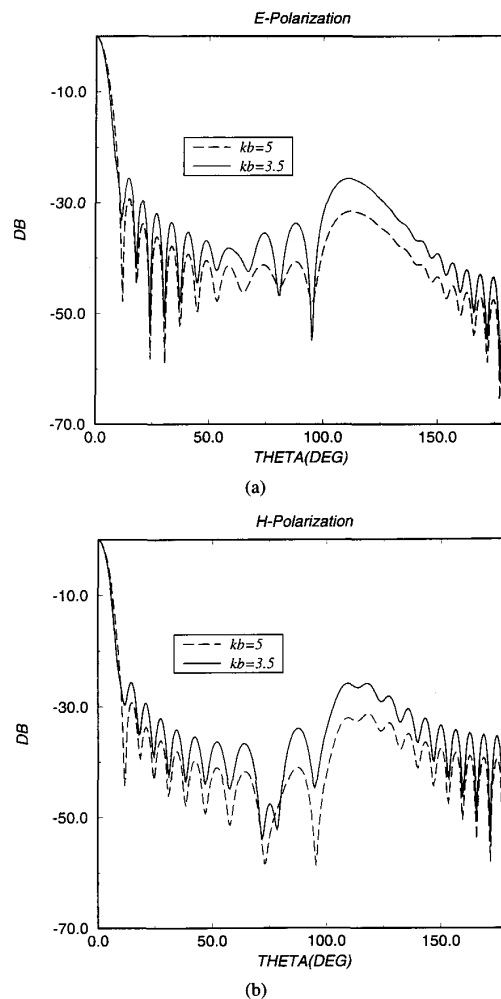 E-Polarization
-10.0
kb=5
kb=3.5
-30.0
DB
-50.0
-70.0
0.0 50.0 100.0 150.0
THETA(DEG)
(a)
H-Polarization
-10.0
kb=5
kb=3.5
-30.0
DB
-50.0
-70.0
0.0 50.0 100.0 150.0
THETA(DEG)
(b)